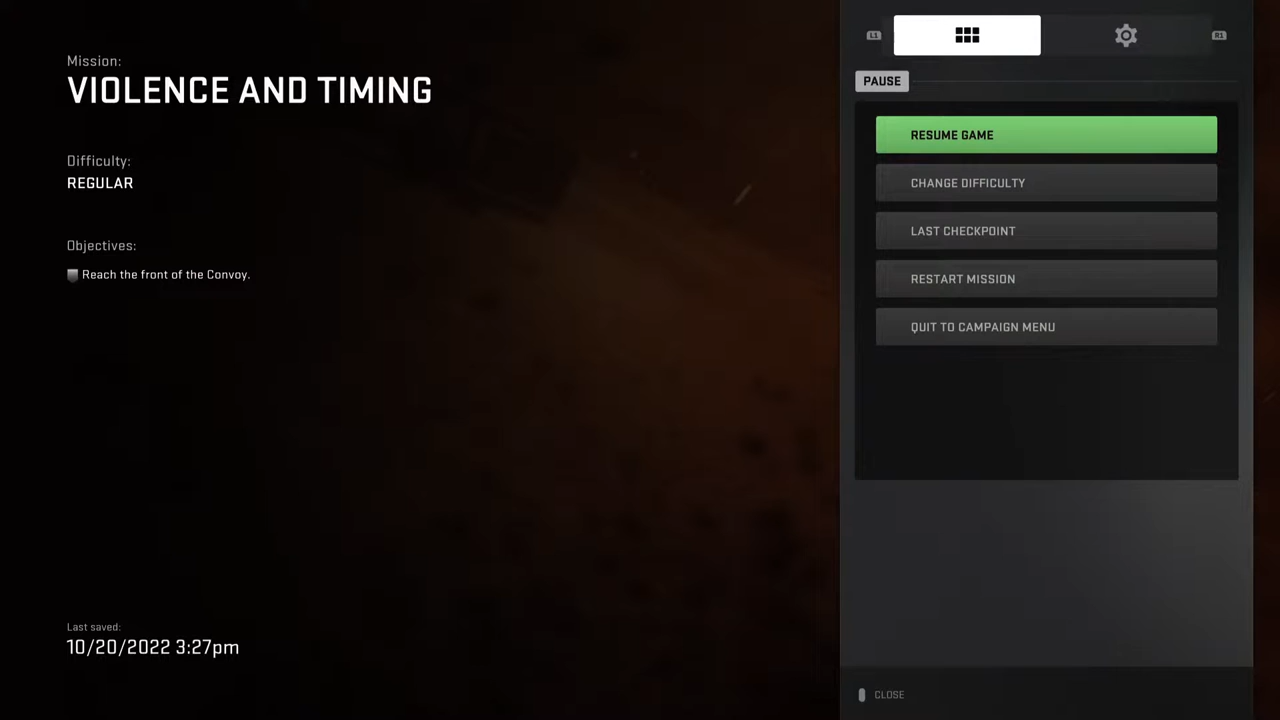 Mission:
VIOLENCE AND TIMING
Difficulty:
REGULAR
Objectives:
Reach the front of the Convoy.
Last saved:
10/20/2022 3:27pm
L1
R1
PAUSE
RESUME GAME
CHANGE DIFFICULTY
LAST CHECKPOINT
RESTART MISSION
QUIT TO CAMPAIGN MENU
CLOSE